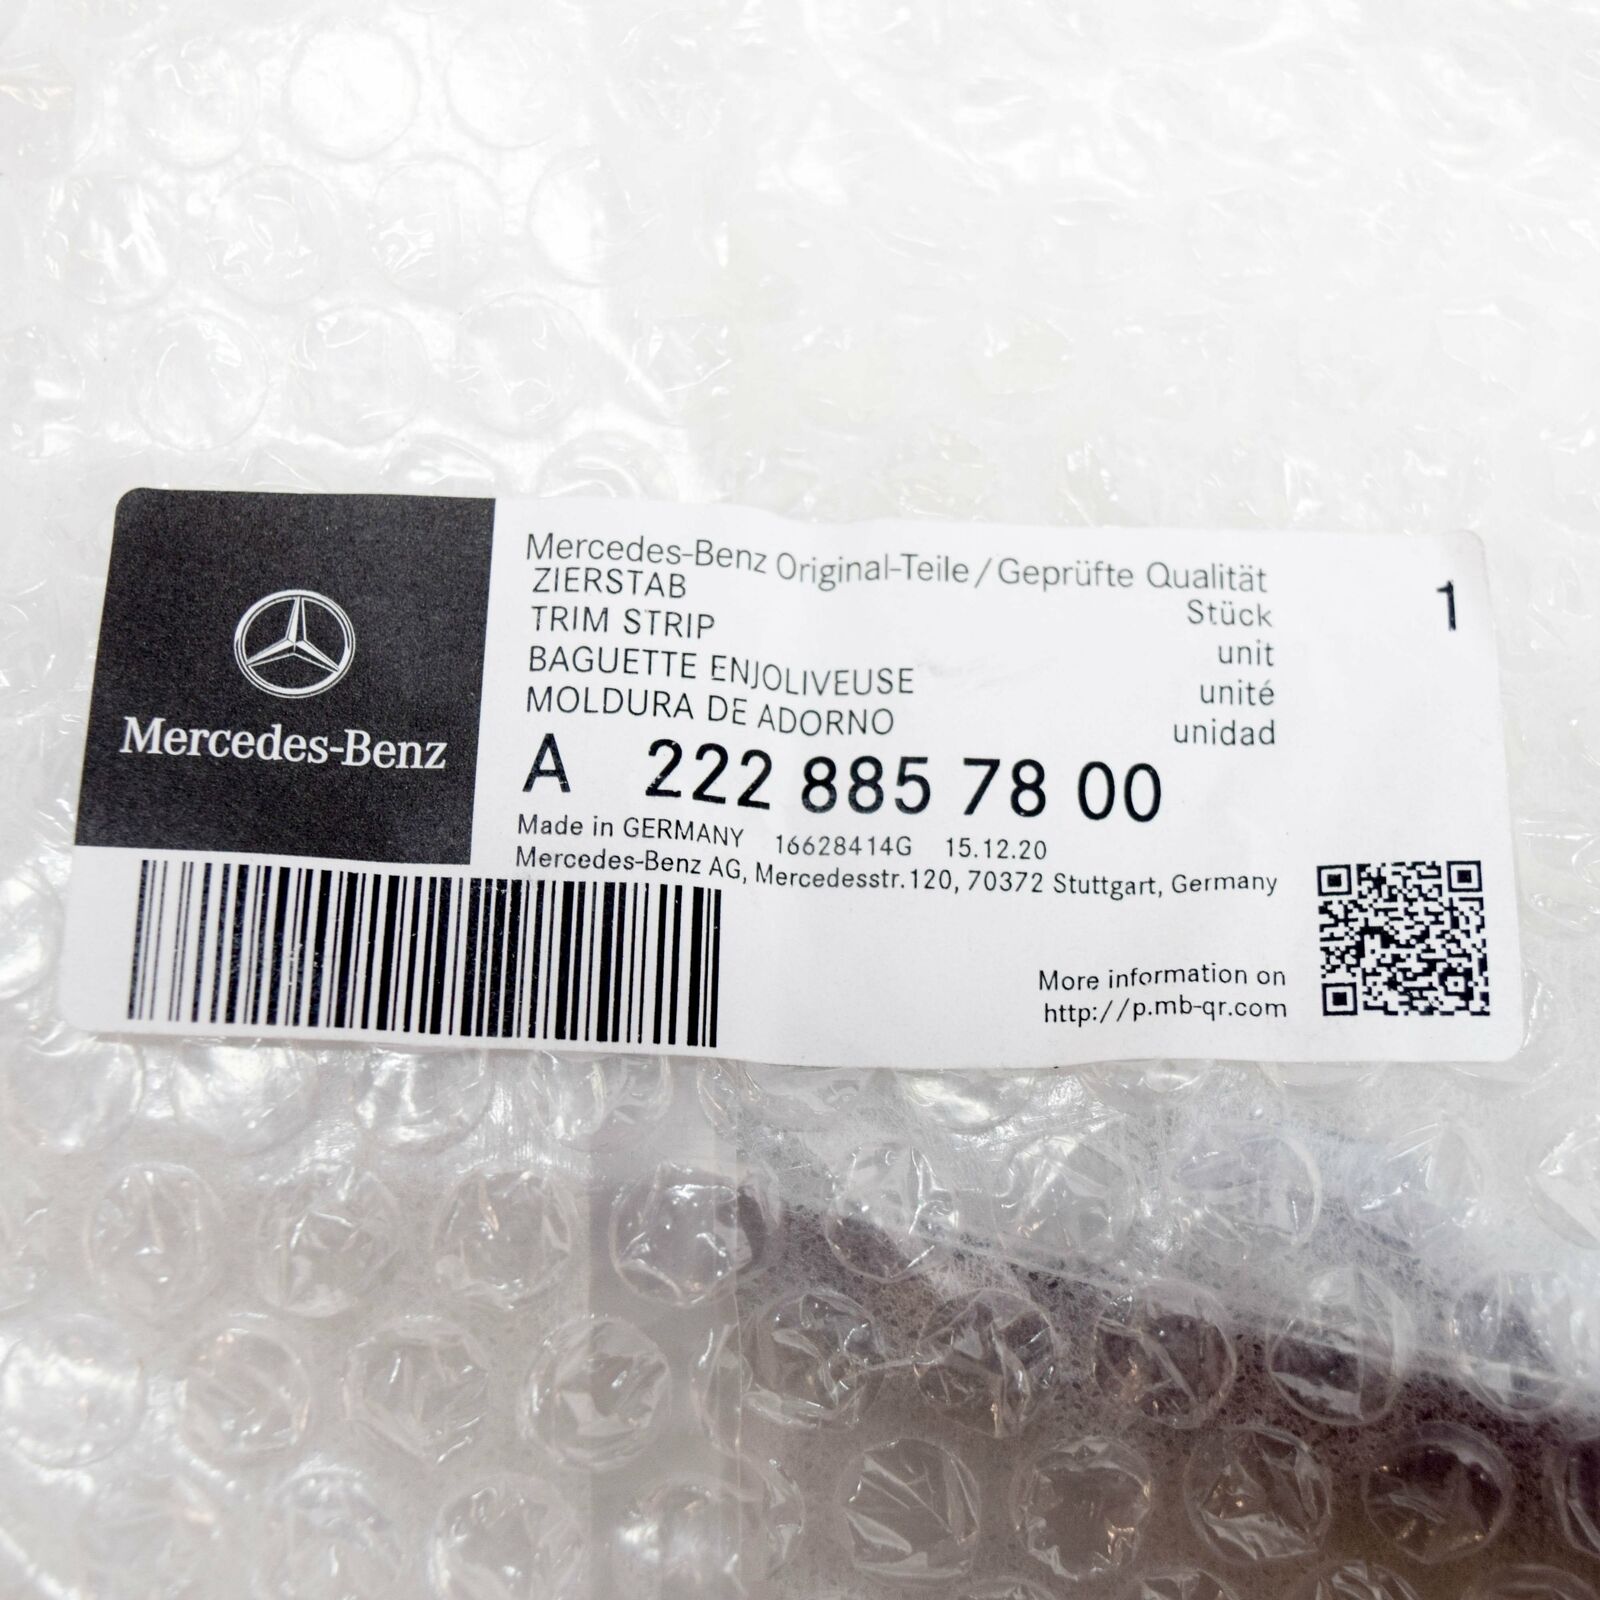 Mercedes-Benz
Mercedes-Benz Original-Teile/Geprüfte Qualität
ZIERSTAB Stück 1
TRIM STRIP unit
BAGUETTE ENJOLIVEUSE unité
MOLDURA DE ADORNO unidad
A 222 885 78 00
Made in GERMANY 16628414G 15.12.20
Mercedes-Benz AG, Mercedesstr.120, 70372 Stuttgart, Germany
More information on
http://p.mb-qr.com